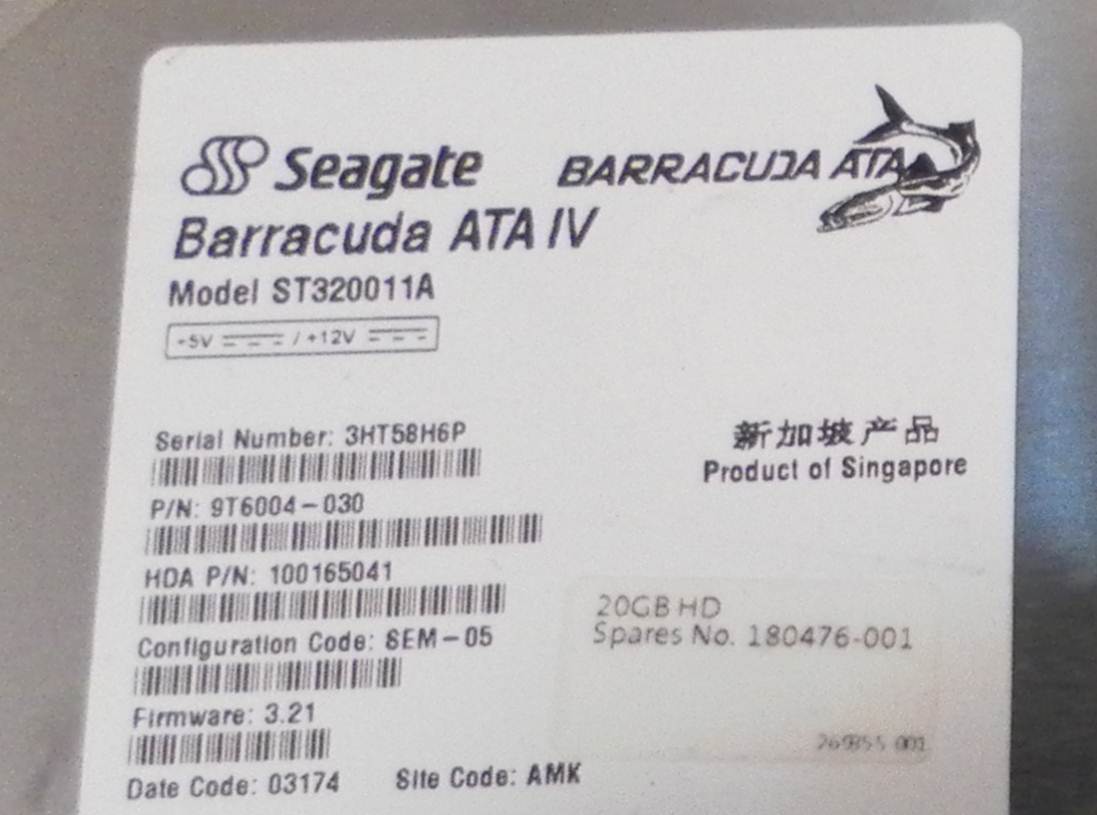 Seagate BARRACUDA ATA
Barracuda ATA IV
Model ST320011A
+5V / +12V
Serial Number: 3HT58H6P
新加坡产品
Product of Singapore
P/N: 9T6004-030
HDA P/N: 100165041
20GB HD
Spares No. 180476-001
Configuration Code: SEM-05
Firmware: 3.21
Date Code: 03174 Site Code: AMK